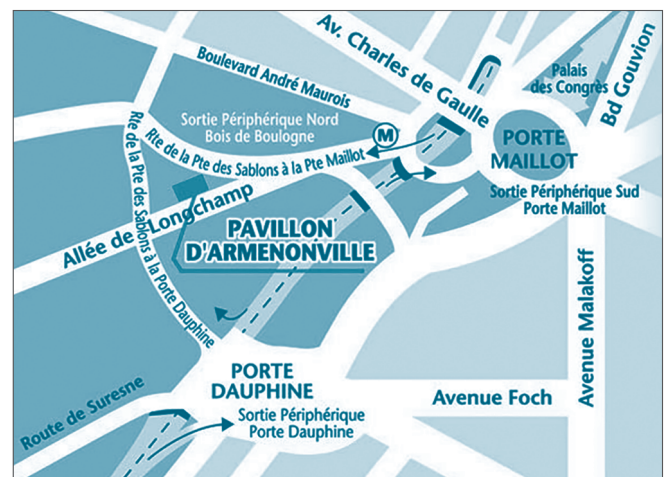 Av. Charles de Gaulle
Boulevard André Maurois
Palais
des Congrès
Bd Gouvion
Sortie Périphérique Nord
Bois de Boulogne
M
PORTE
MAILLOT
Rte de la Pte des Sablons à la Pte Maillot
Rte de la Pte des Sablons à la Porte Dauphine
Sortie Périphérique Sud
Porte Maillot
Allée de Longchamp
PAVILLON
D'ARMENONVILLE
Avenue Malakoff
PORTE
DAUPHINE
Avenue Foch
Route de Suresne
Sortie Périphérique
Porte Dauphine